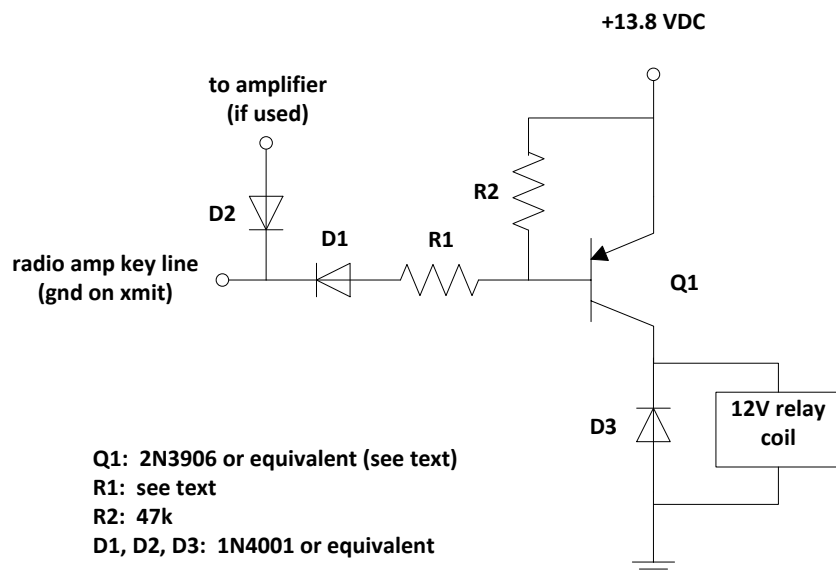 +13.8 VDC
to amplifier
(if used)
R2
D2
D1
R1
radio amp key line
(gnd on xmit)
Q1
12V relay
coil
D3
Q1:  2N3906 or equivalent (see text)
R1:  see text
R2:  47k
D1, D2, D3:  1N4001 or equivalent